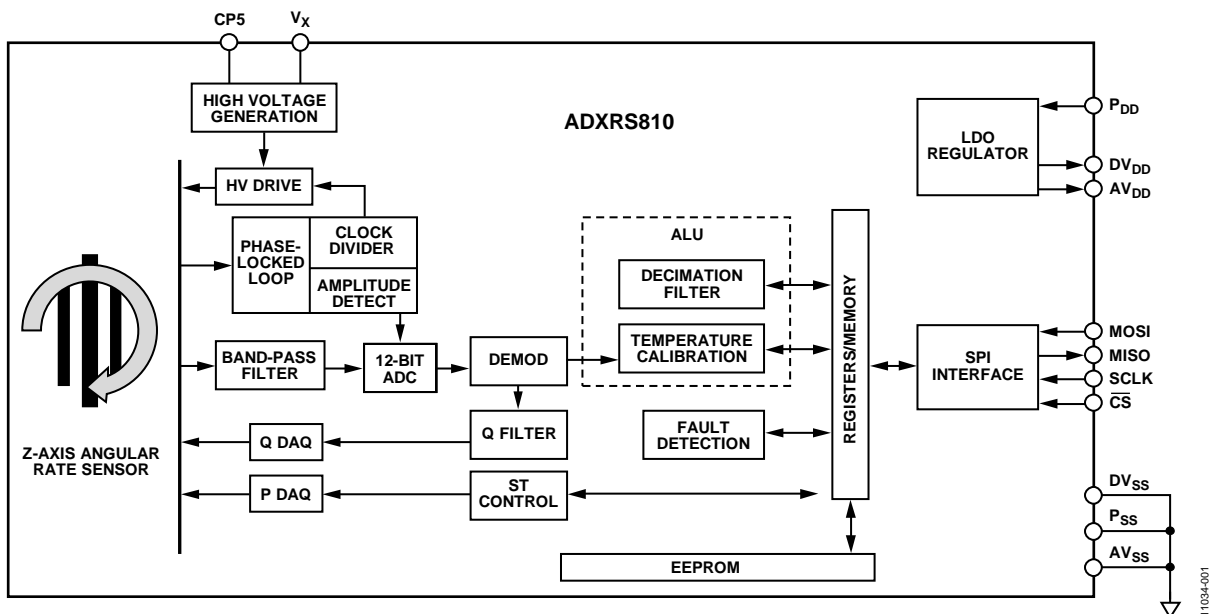 CP5
VX
HIGH VOLTAGE
GENERATION
ADXRS810
LDO
REGULATOR
PDD
DVDD
AVDD
HV DRIVE
PHASE-
LOCKED
LOOP
CLOCK
DIVIDER
AMPLITUDE
DETECT
ALU
DECIMATION
FILTER
TEMPERATURE
CALIBRATION
BAND-PASS
FILTER
12-BIT
ADC
DEMOD
REGISTERS/MEMORY
SPI
INTERFACE
MOSI
MISO
SCLK
CS
Z-AXIS ANGULAR
RATE SENSOR
Q DAQ
Q FILTER
FAULT
DETECTION
P DAQ
ST
CONTROL
EEPROM
DVSS
PSS
AVSS
11034-001